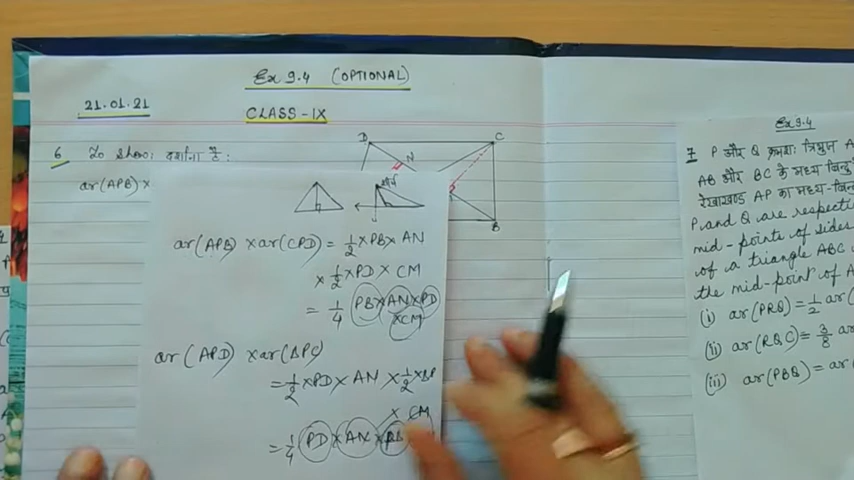 Ex 9.4 (OPTIONAL)
21.01.21
CLASS-IX
6 To show: दर्शाना है:
ar(APB) ×
D
N
C
B
शीर्ष
ar(APB) × ar(CPD) = 1/2 × PB × AN
× 1/2 × PD × CM
= 1/4 PB × AN × PD
× CM
ar(APD) × ar(BPC)
= 1/2 × PD × AN × 1/2 × BP
× CM
= 1/4 PD × AN × PB
Ex 9.4
7 P और Q क्रमशः त्रिभुज A
AB और BC के मध्य बिन्दु
रेखाखण्ड AP का मध्य-बिन्
P and Q are respecti
mid-points of sides
of a triangle ABC
the mid-point of A
(i) ar(PRQ) = 1/2 ar(
(ii) ar(RQC) = 3/8 ar
(iii) ar(PBQ) = ar